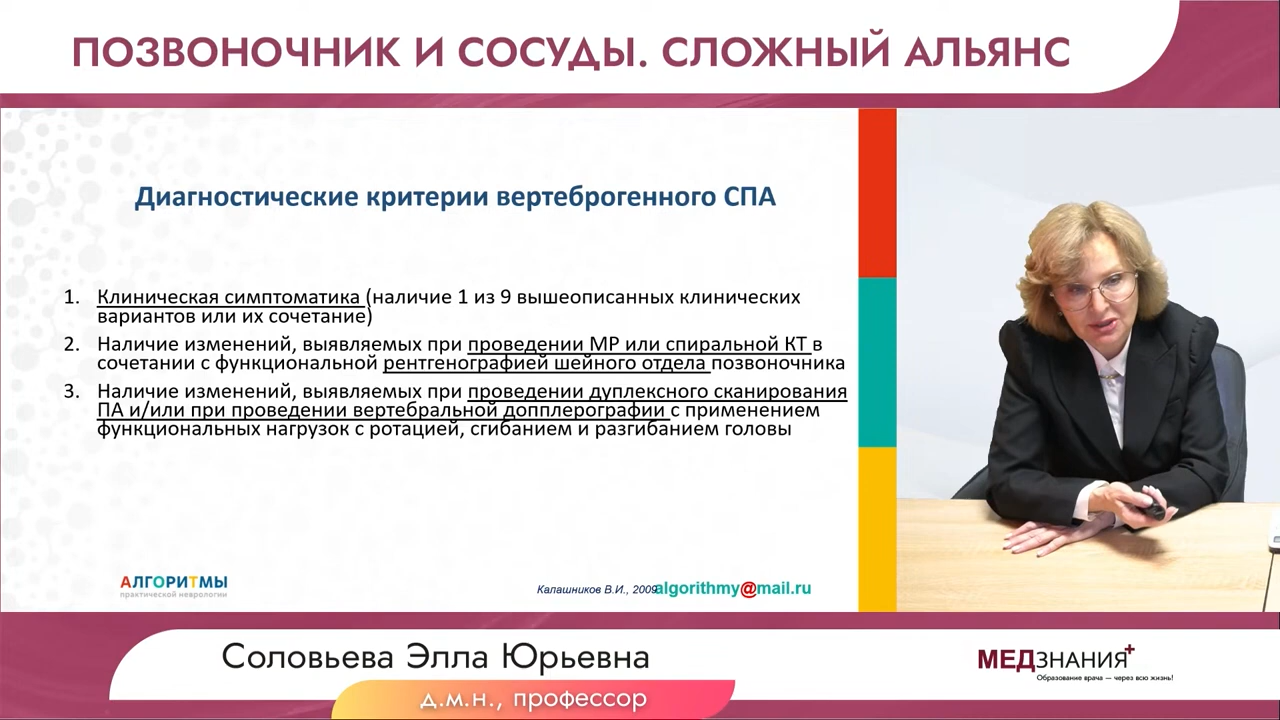 ПОЗВОНОЧНИК И СОСУДЫ. СЛОЖНЫЙ АЛЬЯНС
Диагностические критерии вертеброгенного СПА
1. Клиническая симптоматика (наличие 1 из 9 вышеописанных клинических
вариантов или их сочетание)
2. Наличие изменений, выявляемых при проведении МР или спиральной КТ в
сочетании с функциональной рентгенографией шейного отдела позвоночника
3. Наличие изменений, выявляемых при проведении дуплексного сканирования
ПА и/или при проведении вертебральной допплерографии с применением
функциональных нагрузок с ротацией, сгибанием и разгибанием головы
АЛГОРИТМЫ
практической неврологии
Калашников В.И., 2009
algorithmy@mail.ru
Соловьева Элла Юрьевна
д.м.н., профессор
МЕДЗНАНИЯ+
Образование врача — через всю жизнь!